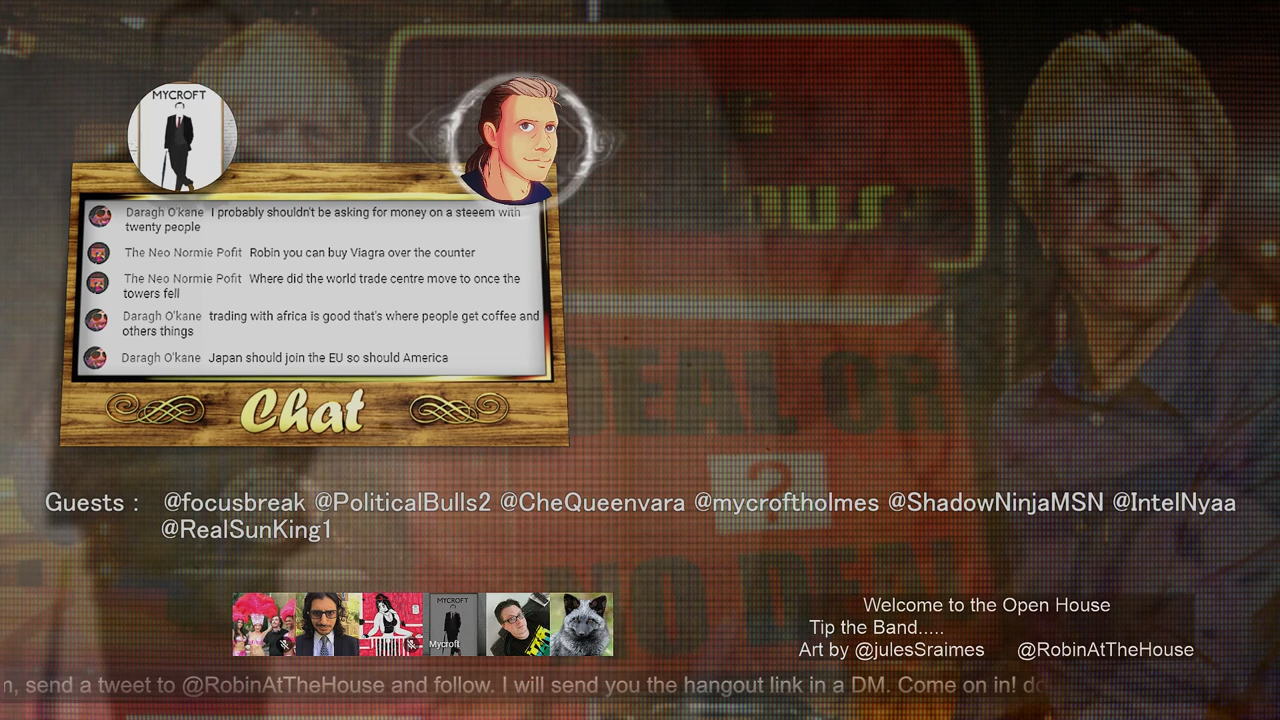 MYCROFT
Daragh O'kane I probably shouldn't be asking for money on a steeem with
twenty people
The Neo Normie Pofit Robin you can buy Viagra over the counter
The Neo Normie Pofit Where did the world trade centre move to once the
towers fell
Daragh O'kane trading with africa is good that's where people get coffee and
others things
Daragh O'kane Japan should join the EU so should America
Chat
DEAL OR
?
NO DEAL
Guests : @focusbreak @PoliticalBulls2 @CheQueenvara @mycroftholmes @ShadowNinjaMSN @IntelNyaa
@RealSunKing1
MYCROFT
Mycroft
Welcome to the Open House
Tip the Band.....
Art by @julesSraimes @RobinAtTheHouse
, send a tweet to @RobinAtTheHouse and follow. I will send you the hangout link in a DM. Come on in!